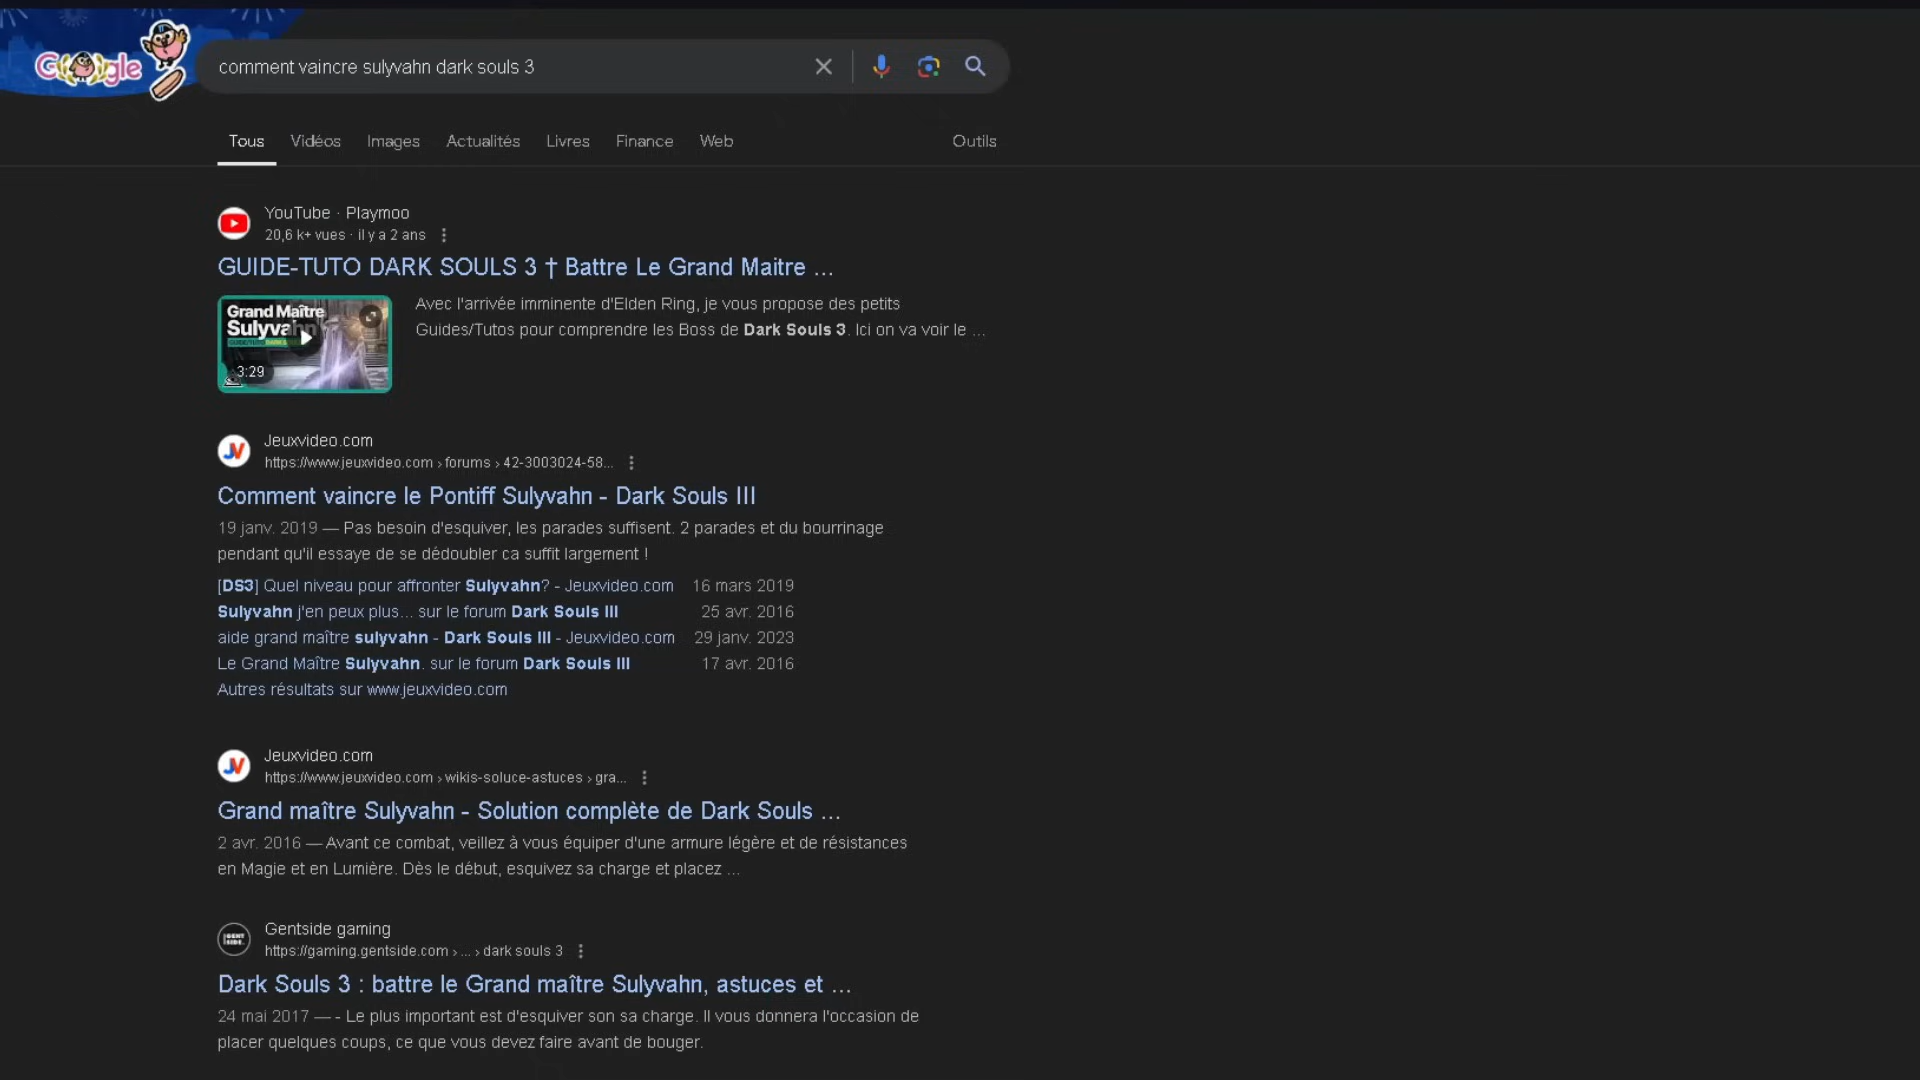 Google
comment vaincre sulyvahn dark souls 3
Tous Vidéos Images Actualités Livres Finance Web Outils
YouTube · Playmoo
20,6 k+ vues · il y a 2 ans
GUIDE-TUTO DARK SOULS 3 † Battre Le Grand Maitre ...
Grand Maître
Sulyvahn
3:29
Avec l'arrivée imminente d'Elden Ring, je vous propose des petits
Guides/Tutos pour comprendre les Boss de Dark Souls 3. Ici on va voir le ...
JV
Jeuxvideo.com
https://www.jeuxvideo.com › forums › 42-3003024-58...
Comment vaincre le Pontiff Sulyvahn - Dark Souls III
19 janv. 2019 — Pas besoin d'esquiver, les parades suffisent. 2 parades et du bourrinage
pendant qu'il essaye de se dédoubler ca suffit largement !
[DS3] Quel niveau pour affronter Sulyvahn? - Jeuxvideo.com 16 mars 2019
Sulyvahn j'en peux plus... sur le forum Dark Souls III 25 avr. 2016
aide grand maître sulyvahn - Dark Souls III - Jeuxvideo.com 29 janv. 2023
Le Grand Maître Sulyvahn. sur le forum Dark Souls III 17 avr. 2016
Autres résultats sur www.jeuxvideo.com
JV
Jeuxvideo.com
https://www.jeuxvideo.com › wikis-soluce-astuces › gra...
Grand maître Sulyvahn - Solution complète de Dark Souls ...
2 avr. 2016 — Avant ce combat, veillez à vous équiper d'une armure légère et de résistances
en Magie et en Lumière. Dès le début, esquivez sa charge et placez ...
GENT
SIDE.
Gentside gaming
https://gaming.gentside.com › ... › dark souls 3
Dark Souls 3 : battre le Grand maître Sulyvahn, astuces et ...
24 mai 2017 — - Le plus important est d'esquiver son sa charge. Il vous donnera l'occasion de
placer quelques coups, ce que vous devez faire avant de bouger.